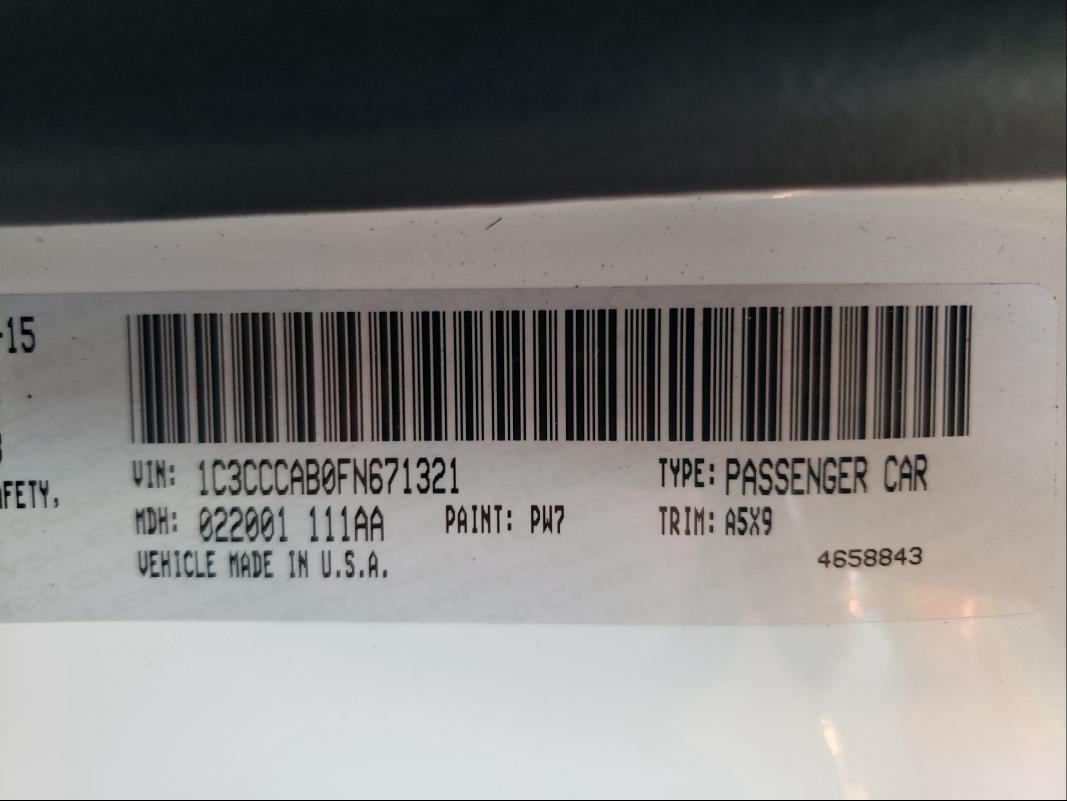 -15
AFETY,
VIN: 1C3CCCAB0FN671321 TYPE: PASSENGER CAR
MDH: 022001 111AA PAINT: PW7 TRIM: A5X9
VEHICLE MADE IN U.S.A. 4658843